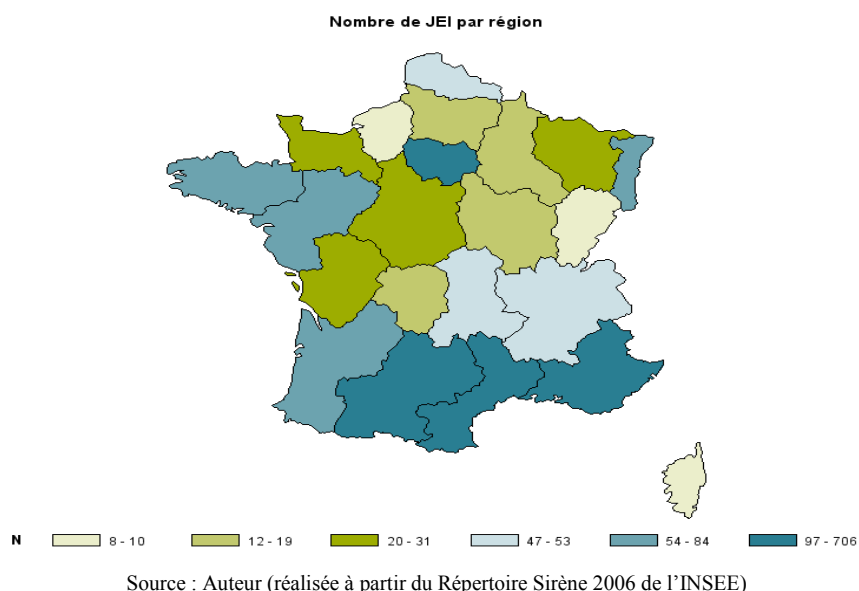 Nombre de JEI par région
N 8 - 10 12 - 19 20 - 31 47 - 53 54 - 84 97 - 706
Source : Auteur (réalisée à partir du Répertoire Sirène 2006 de l'INSEE)